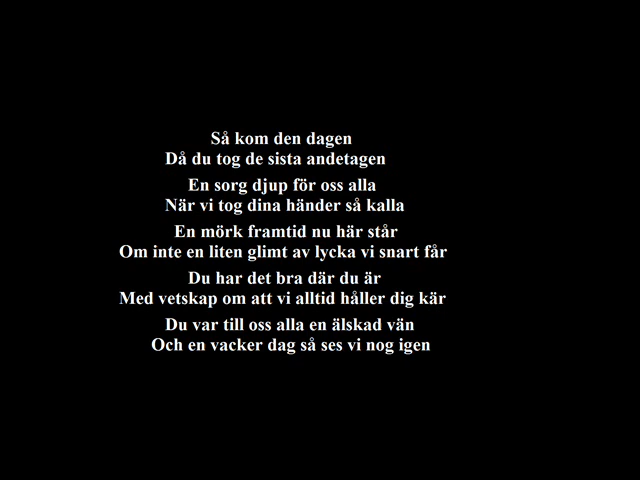 Så kom den dagen
Då du tog de sista andetagen
En sorg djup för oss alla
När vi tog dina händer så kalla
En mörk framtid nu här står
Om inte en liten glimt av lycka vi snart får
Du har det bra där du är
Med vetskap om att vi alltid håller dig kär
Du var till oss alla en älskad vän
Och en vacker dag så ses vi nog igen